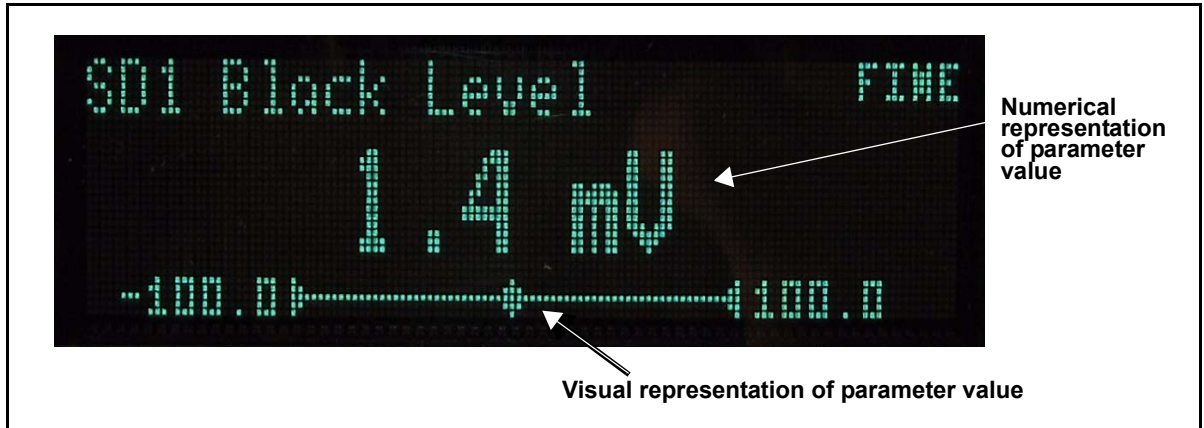 SD1 Black Level FINE
1.4 mV
-100.0 100.0
Numerical
representation
of parameter
value
Visual representation of parameter value